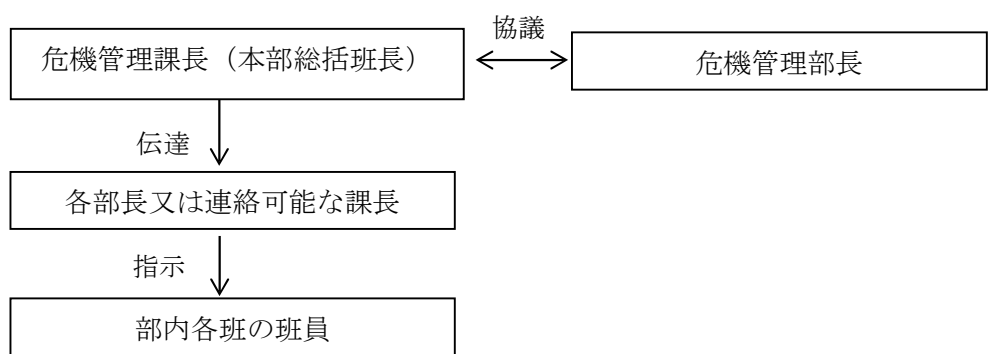 協議
危機管理課長（本部総括班長）
危機管理部長
伝達
各部長又は連絡可能な課長
指示
部内各班の班員